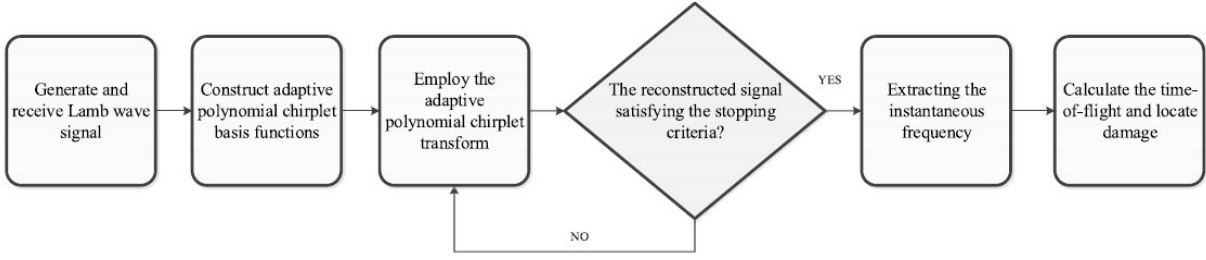 Generate and
receive Lamb wave
signal
Construct adaptive
polynomial chirplet
basis functions
Employ the
adaptive
polynomial chirplet
transform
The reconstructed signal
satisfying the stopping
criteria?
YES
NO
Extracting the
instantaneous
frequency
Calculate the time-
of-flight and locate
damage